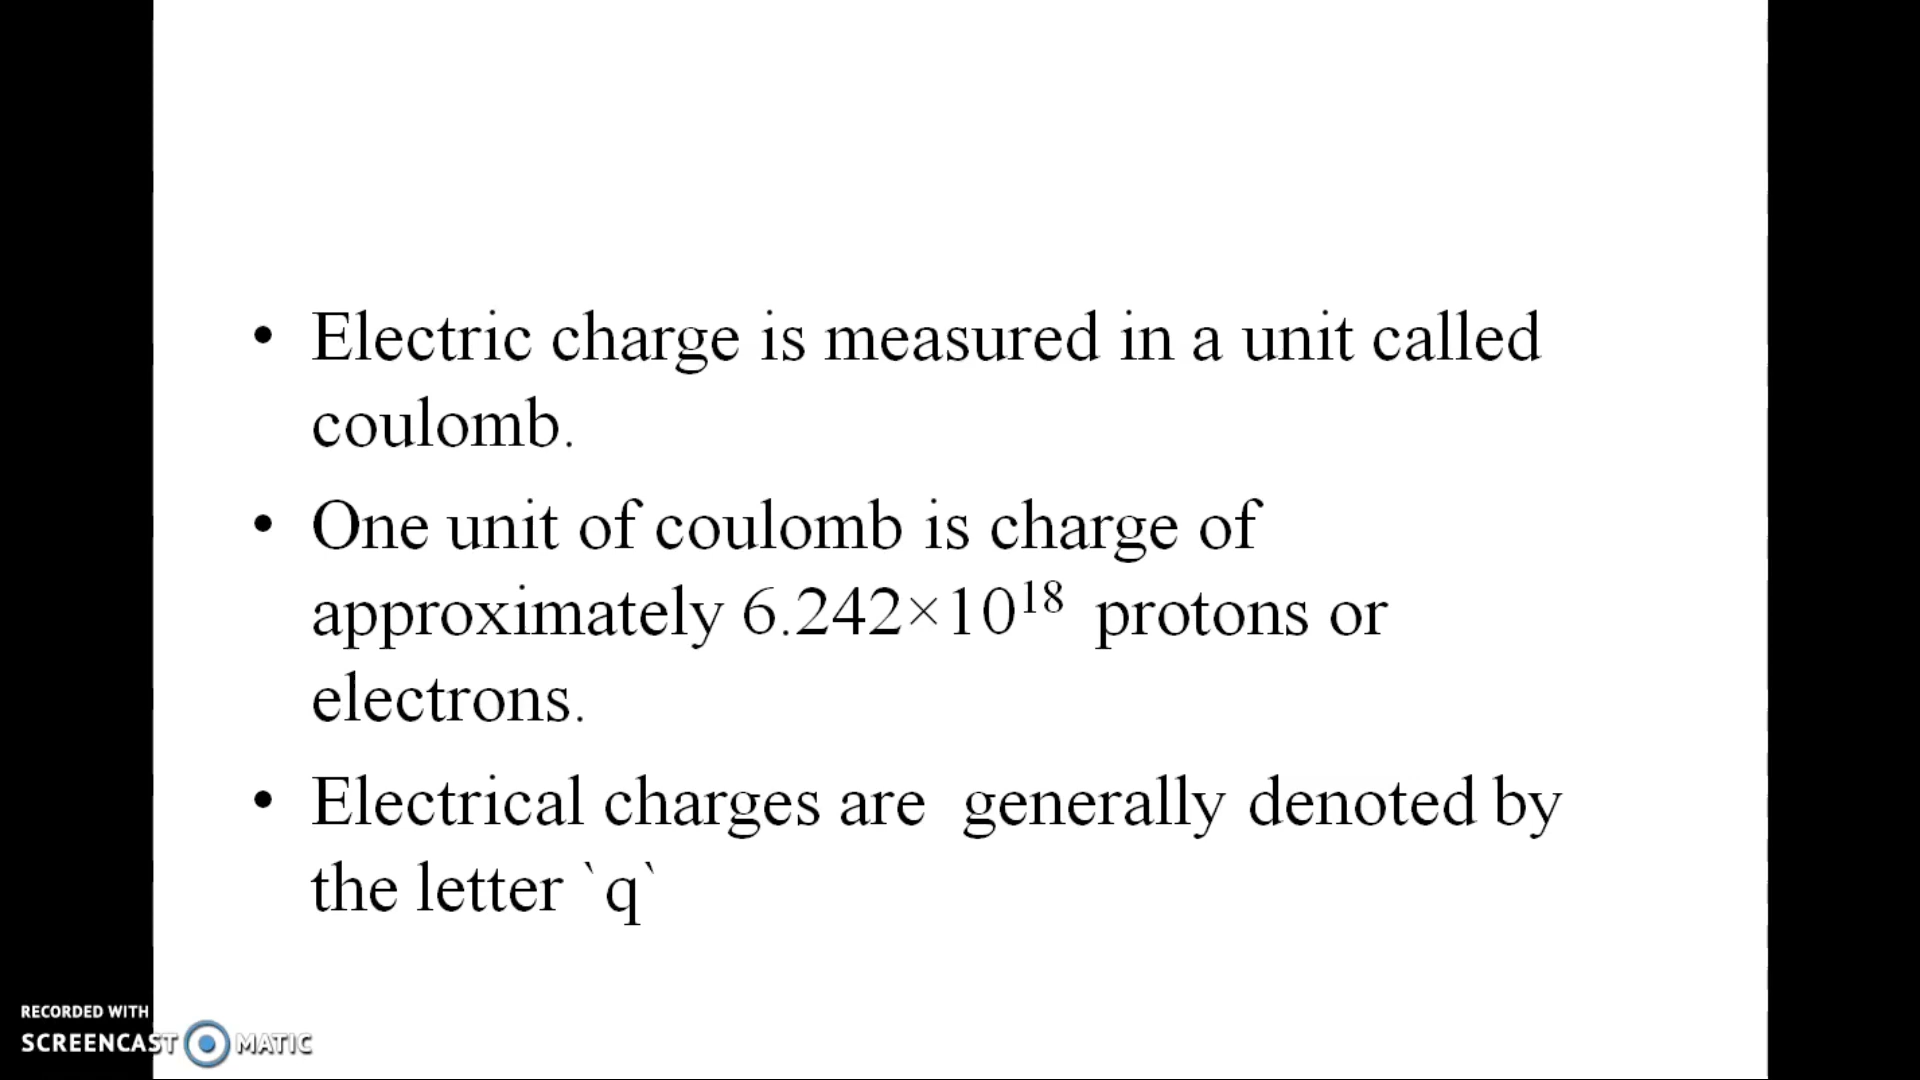 • Electric charge is measured in a unit called
coulomb.
• One unit of coulomb is charge of
approximately 6.242×10¹⁸ protons or
electrons.
• Electrical charges are generally denoted by
the letter `q`
RECORDED WITH
SCREENCAST MATIC